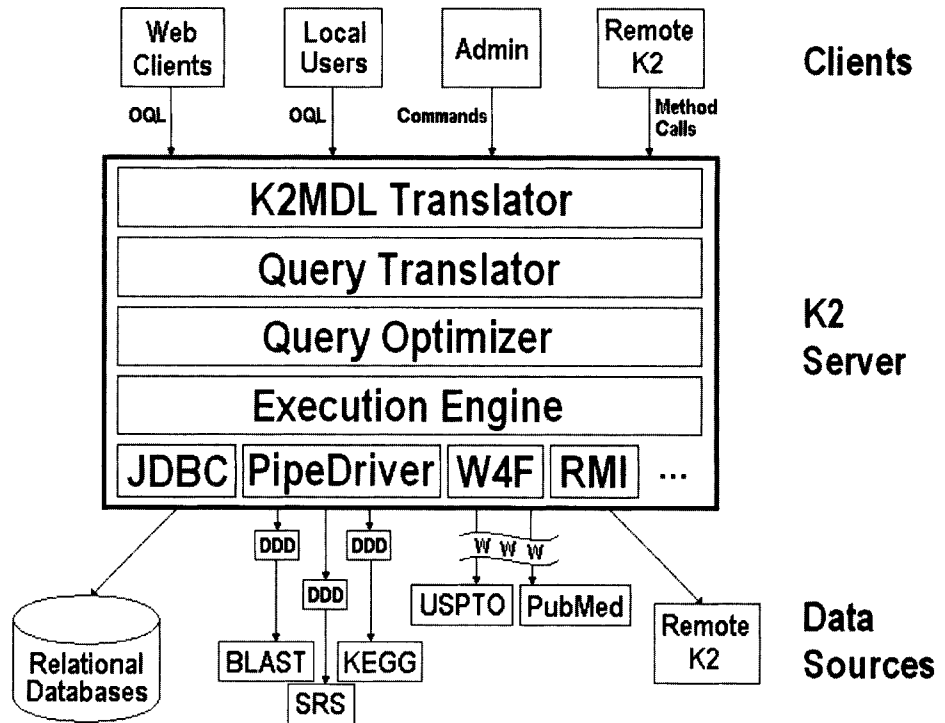 Web
Clients
Local
Users
Admin
Remote
K2
Clients
OQL
OQL
Commands
Method
Calls
K2MDL Translator
Query Translator
Query Optimizer
Execution Engine
K2
Server
JDBC
PipeDriver
W4F
RMI
...
DDD
DDD
W W W
DDD
USPTO
PubMed
Relational
Databases
BLAST
KEGG
SRS
Remote
K2
Data
Sources